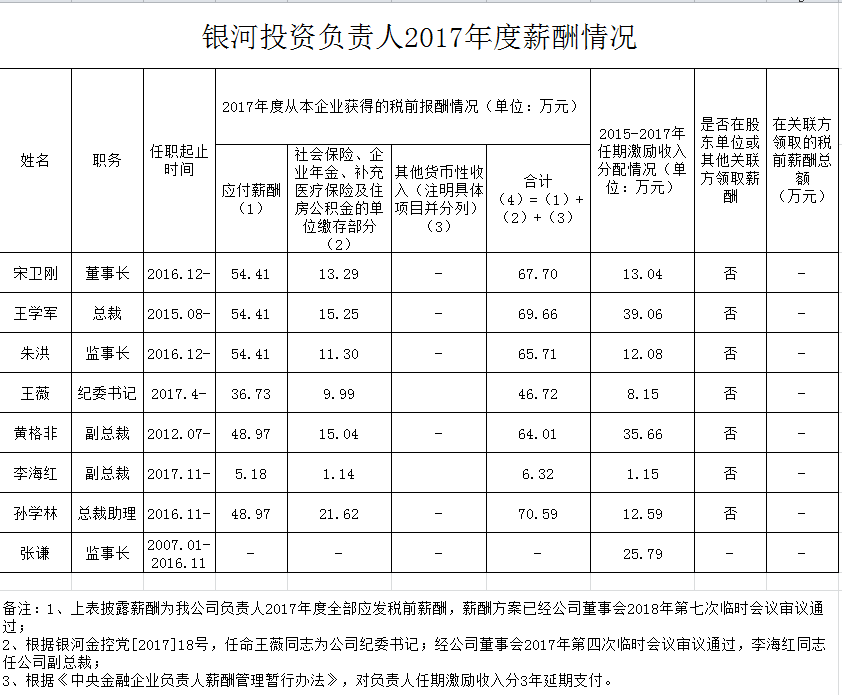 银河投资负责人2017年度薪酬情况
姓名
职务
任职起止
时间
2017年度从本企业获得的税前报酬情况（单位：万元）
应付薪酬
（1）
社会保险、企
业年金、补充
医疗保险及住
房公积金的单
位缴存部分
（2）
其他货币性收
入（注明具体
项目并分列）
（3）
合计
（4）=（1）+
（2）+（3）
2015-2017年
任期激励收入
分配情况（单
位：万元）
是否在股
东单位或
其他关联
方领取薪
酬
在关联方
领取的税
前薪酬总
额
（万元）
宋卫刚 董事长 2016.12- 54.41 13.29 - 67.70 13.04 否 -
王学军 总裁 2015.08- 54.41 15.25 - 69.66 39.06 否 -
朱洪 监事长 2016.12- 54.41 11.30 - 65.71 12.08 否 -
王薇 纪委书记 2017.4- 36.73 9.99 46.72 8.15 否 -
黄格非 副总裁 2012.07- 48.97 15.04 - 64.01 35.66 否 -
李海红 副总裁 2017.11- 5.18 1.14 6.32 1.15 否 -
孙学林 总裁助理 2016.11- 48.97 21.62 - 70.59 12.59 否 -
张谦 监事长 2007.01-
2016.11 - - - - 25.79 - -
备注：1、上表披露薪酬为我公司负责人2017年度全部应发税前薪酬，薪酬方案已经公司董事会2018年第七次临时会议审议通
过；
2、根据银河金控党[2017]18号，任命王薇同志为公司纪委书记；经公司董事会2017年第四次临时会议审议通过，李海红同志
任公司副总裁；
3、根据《中央金融企业负责人薪酬管理暂行办法》，对负责人任期激励收入分3年延期支付。